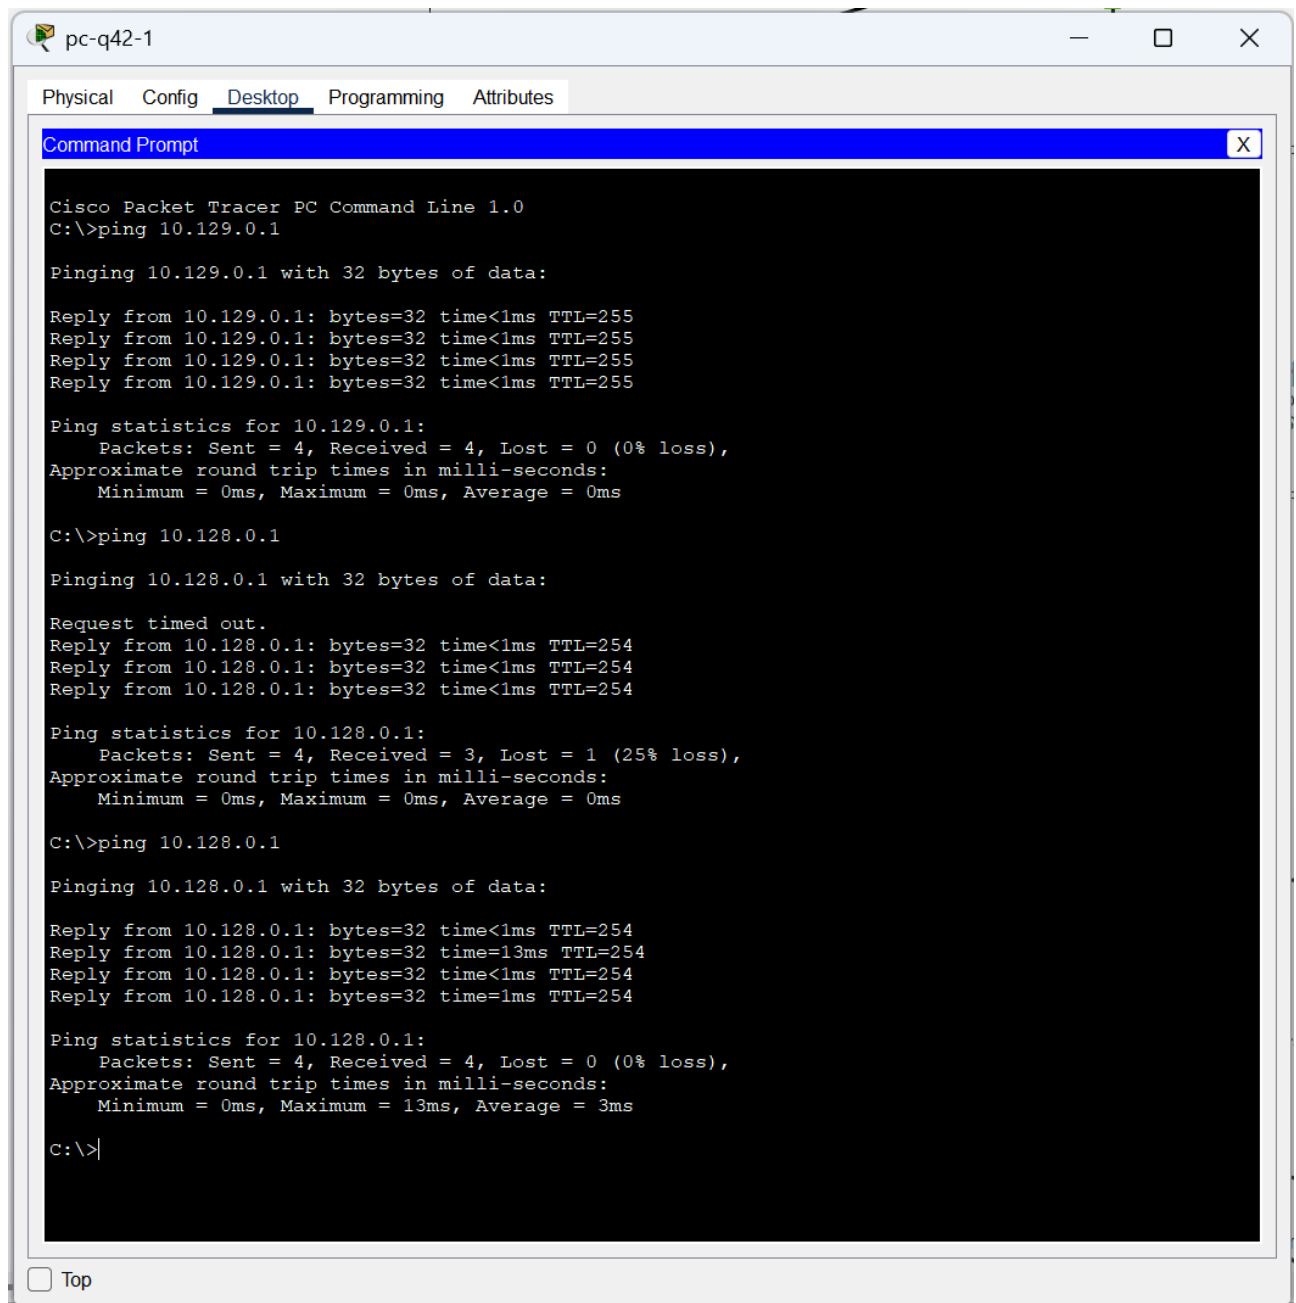 pc-q42-1
Physical Config Desktop Programming Attributes
Command Prompt
X
Cisco Packet Tracer PC Command Line 1.0
C:\>ping 10.129.0.1
Pinging 10.129.0.1 with 32 bytes of data:
Reply from 10.129.0.1: bytes=32 time<1ms TTL=255
Reply from 10.129.0.1: bytes=32 time<1ms TTL=255
Reply from 10.129.0.1: bytes=32 time<1ms TTL=255
Reply from 10.129.0.1: bytes=32 time<1ms TTL=255
Ping statistics for 10.129.0.1:
Packets: Sent = 4, Received = 4, Lost = 0 (0% loss),
Approximate round trip times in milli-seconds:
Minimum = 0ms, Maximum = 0ms, Average = 0ms
C:\>ping 10.128.0.1
Pinging 10.128.0.1 with 32 bytes of data:
Request timed out.
Reply from 10.128.0.1: bytes=32 time<1ms TTL=254
Reply from 10.128.0.1: bytes=32 time<1ms TTL=254
Reply from 10.128.0.1: bytes=32 time<1ms TTL=254
Ping statistics for 10.128.0.1:
Packets: Sent = 4, Received = 3, Lost = 1 (25% loss),
Approximate round trip times in milli-seconds:
Minimum = 0ms, Maximum = 0ms, Average = 0ms
C:\>ping 10.128.0.1
Pinging 10.128.0.1 with 32 bytes of data:
Reply from 10.128.0.1: bytes=32 time<1ms TTL=254
Reply from 10.128.0.1: bytes=32 time=13ms TTL=254
Reply from 10.128.0.1: bytes=32 time<1ms TTL=254
Reply from 10.128.0.1: bytes=32 time=1ms TTL=254
Ping statistics for 10.128.0.1:
Packets: Sent = 4, Received = 4, Lost = 0 (0% loss),
Approximate round trip times in milli-seconds:
Minimum = 0ms, Maximum = 13ms, Average = 3ms
C:\>
Top